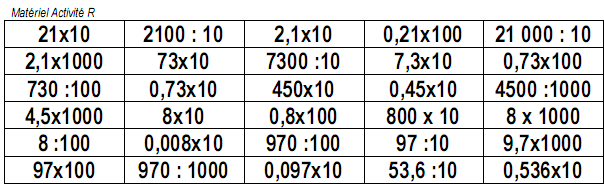 Matériel Activité R
21x10 2100 : 10 2,1x10 0,21x100 21 000 : 10
2,1x1000 73x10 7300 :10 7,3x10 0,73x100
730 :100 0,73x10 450x10 0,45x10 4500 :1000
4,5x1000 8x10 0,8x100 800 x 10 8 x 1000
8 :100 0,008x10 970 :100 97 :10 9,7x1000
97x100 970 : 1000 0,097x10 53,6 :10 0,536x10